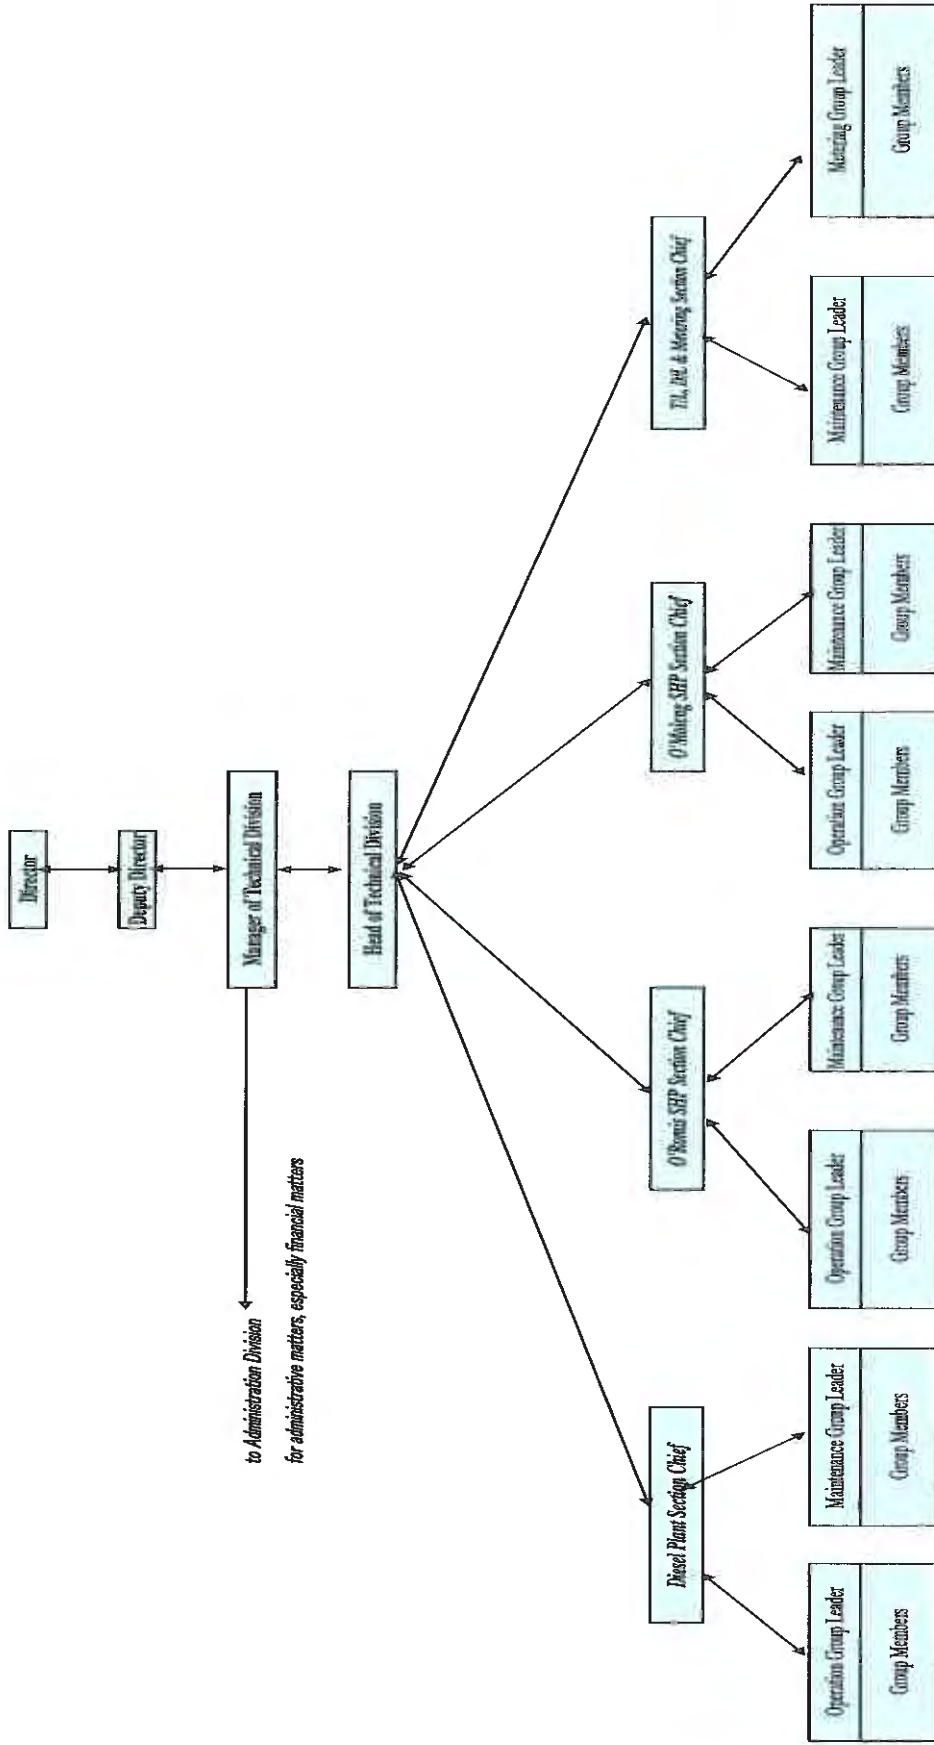 Director
Deputy Director
Manager of Technical Division
to Administration Division
for administrative matters, especially financial matters
Head of Technical Division
Diesel Plant Section Chief
O'Romis SHP Section Chief
O'Moleng SHP Section Chief
T/L, D/L & Metering Section Chief
Operation Group Leader
Group Members
Maintenance Group Leader
Group Members
Operation Group Leader
Group Members
Maintenance Group Leader
Group Members
Operation Group Leader
Group Members
Maintenance Group Leader
Group Members
Maintenance Group Leader
Group Members
Metering Group Leader
Group Members